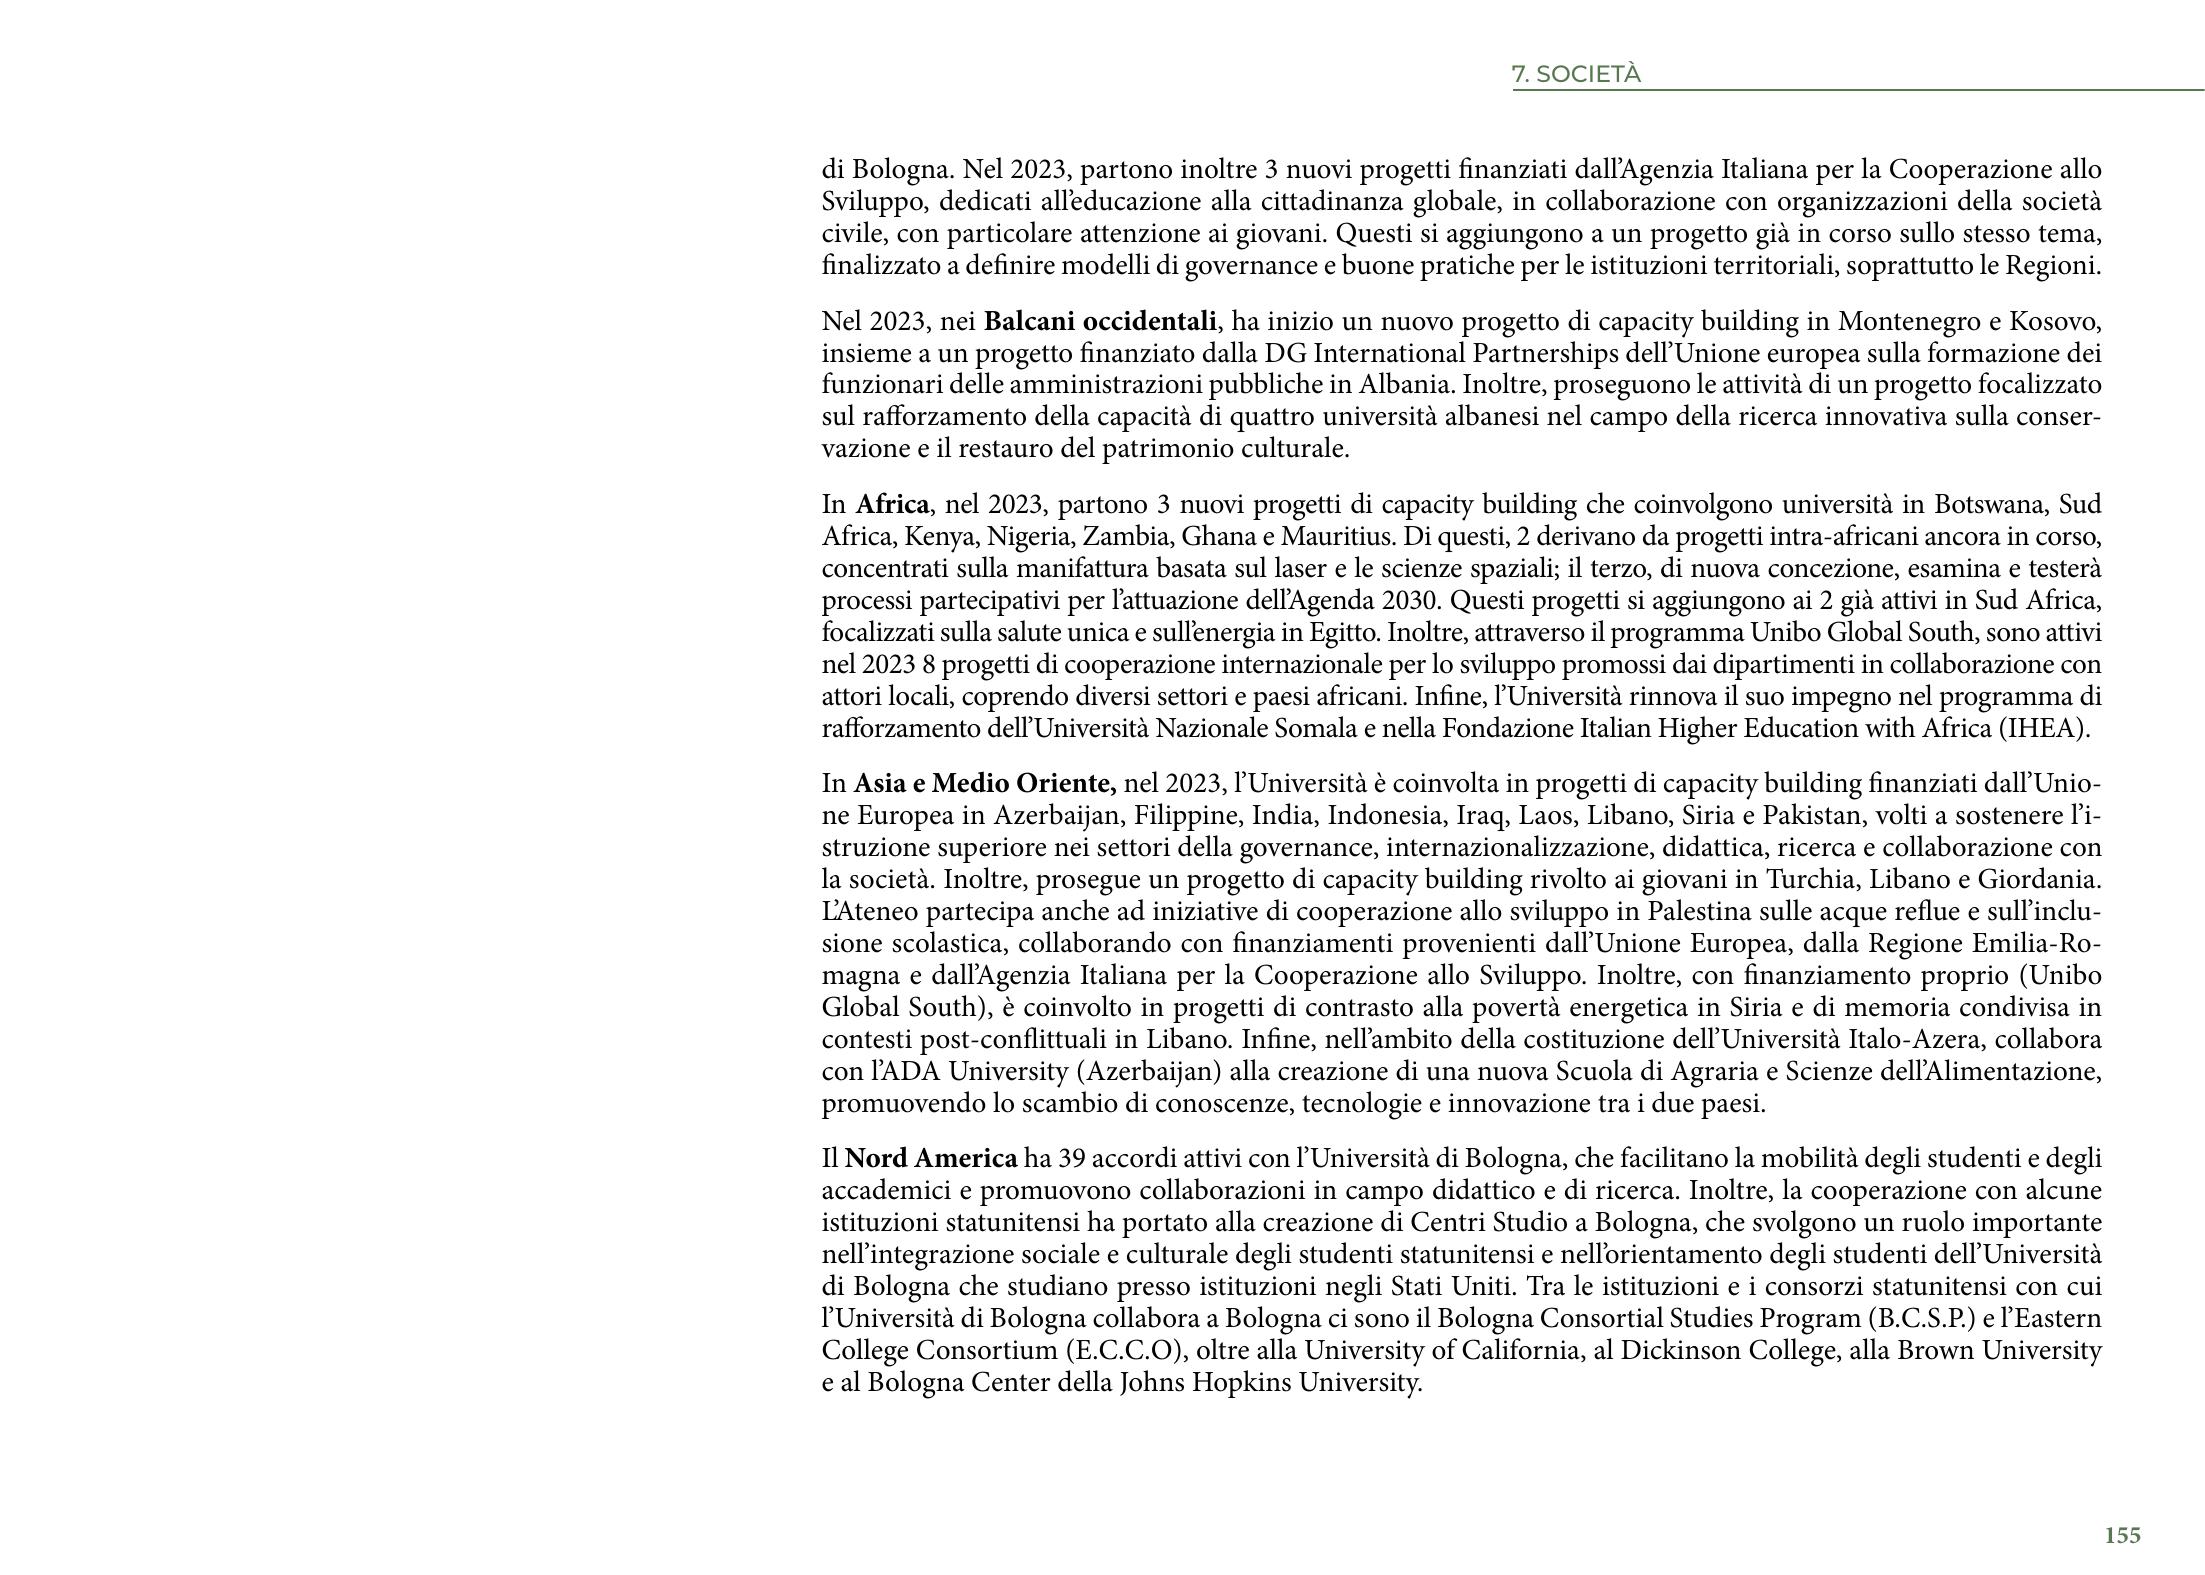 7. SOCIETÀ
di Bologna. Nel 2023, partono inoltre 3 nuovi progetti finanziati dall’Agenzia Italiana per la Cooperazione allo
Sviluppo, dedicati all’educazione alla cittadinanza globale, in collaborazione con organizzazioni della società
civile, con particolare attenzione ai giovani. Questi si aggiungono a un progetto già in corso sullo stesso tema,
finalizzato a definire modelli di governance e buone pratiche per le istituzioni territoriali, soprattutto le Regioni.
Nel 2023, nei Balcani occidentali, ha inizio un nuovo progetto di capacity building in Montenegro e Kosovo,
insieme a un progetto finanziato dalla DG International Partnerships dell’Unione europea sulla formazione dei
funzionari delle amministrazioni pubbliche in Albania. Inoltre, proseguono le attività di un progetto focalizzato
sul rafforzamento della capacità di quattro università albanesi nel campo della ricerca innovativa sulla conser-
vazione e il restauro del patrimonio culturale.
In Africa, nel 2023, partono 3 nuovi progetti di capacity building che coinvolgono università in Botswana, Sud
Africa, Kenya, Nigeria, Zambia, Ghana e Mauritius. Di questi, 2 derivano da progetti intra-africani ancora in corso,
concentrati sulla manifattura basata sul laser e le scienze spaziali; il terzo, di nuova concezione, esamina e testerà
processi partecipativi per l’attuazione dell’Agenda 2030. Questi progetti si aggiungono ai 2 già attivi in Sud Africa,
focalizzati sulla salute unica e sull’energia in Egitto. Inoltre, attraverso il programma Unibo Global South, sono attivi
nel 2023 8 progetti di cooperazione internazionale per lo sviluppo promossi dai dipartimenti in collaborazione con
attori locali, coprendo diversi settori e paesi africani. Infine, l’Università rinnova il suo impegno nel programma di
rafforzamento dell’Università Nazionale Somala e nella Fondazione Italian Higher Education with Africa (IHEA).
In Asia e Medio Oriente, nel 2023, l’Università è coinvolta in progetti di capacity building finanziati dall’Unio-
ne Europea in Azerbaijan, Filippine, India, Indonesia, Iraq, Laos, Libano, Siria e Pakistan, volti a sostenere l’i-
struzione superiore nei settori della governance, internazionalizzazione, didattica, ricerca e collaborazione con
la società. Inoltre, prosegue un progetto di capacity building rivolto ai giovani in Turchia, Libano e Giordania.
L’Ateneo partecipa anche ad iniziative di cooperazione allo sviluppo in Palestina sulle acque reflue e sull’inclu-
sione scolastica, collaborando con finanziamenti provenienti dall’Unione Europea, dalla Regione Emilia-Ro-
magna e dall’Agenzia Italiana per la Cooperazione allo Sviluppo. Inoltre, con finanziamento proprio (Unibo
Global South), è coinvolto in progetti di contrasto alla povertà energetica in Siria e di memoria condivisa in
contesti post-conflittuali in Libano. Infine, nell’ambito della costituzione dell’Università Italo-Azera, collabora
con l’ADA University (Azerbaijan) alla creazione di una nuova Scuola di Agraria e Scienze dell’Alimentazione,
promuovendo lo scambio di conoscenze, tecnologie e innovazione tra i due paesi.
Il Nord America ha 39 accordi attivi con l’Università di Bologna, che facilitano la mobilità degli studenti e degli
accademici e promuovono collaborazioni in campo didattico e di ricerca. Inoltre, la cooperazione con alcune
istituzioni statunitensi ha portato alla creazione di Centri Studio a Bologna, che svolgono un ruolo importante
nell’integrazione sociale e culturale degli studenti statunitensi e nell’orientamento degli studenti dell’Università
di Bologna che studiano presso istituzioni negli Stati Uniti. Tra le istituzioni e i consorzi statunitensi con cui
l’Università di Bologna collabora a Bologna ci sono il Bologna Consortial Studies Program (B.C.S.P.) e l’Eastern
College Consortium (E.C.C.O), oltre alla University of California, al Dickinson College, alla Brown University
e al Bologna Center della Johns Hopkins University.
155